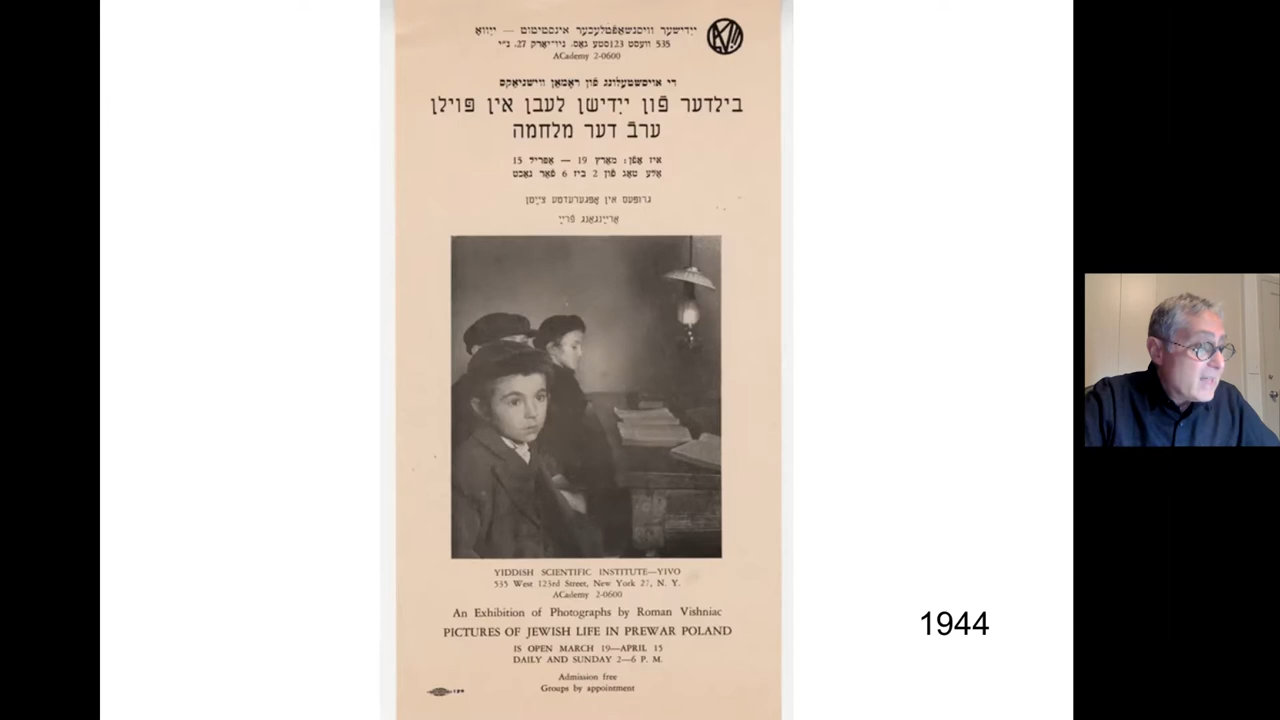 ייִדישער וויסנשאַפֿטלעכער אינסטיטוט — ייִוואָ
535 וועסט 123סטע גאַס, ניו־יאָרק 27, נ״י
ACademy 2-0600
די אויסשטעלונג פֿון ראָמאַן ווישניאַקס
בילדער פֿון ייִדישן לעבן אין פּוילן
ערבֿ דער מלחמה
איז אָפֿן: מאַרץ 19 — אַפּריל 15
אַלע טאָג פֿון 2 ביז 6 פֿאַר נאַכט
גרופּעס אין אָפּגערעדטע צײַטן
אַרײַנגאַנג פֿרײַ
YIDDISH SCIENTIFIC INSTITUTE—YIVO
535 West 123rd Street, New York 27, N. Y.
ACademy 2-0600
An Exhibition of Photographs by Roman Vishniac
PICTURES OF JEWISH LIFE IN PREWAR POLAND
IS OPEN MARCH 19—APRIL 15
DAILY AND SUNDAY 2—6 P. M.
Admission free
Groups by appointment
1944